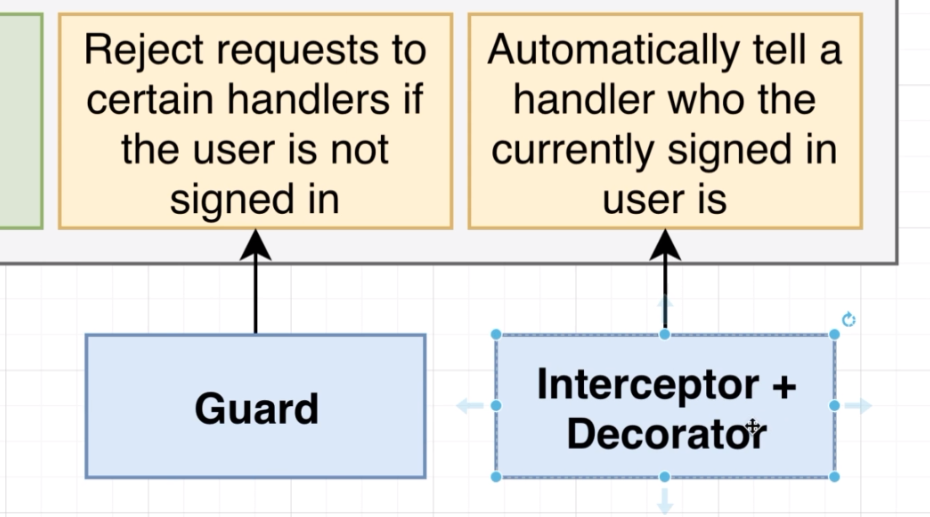 Reject requests to
certain handlers if
the user is not
signed in
Automatically tell a
handler who the
currently signed in
user is
Guard
Interceptor +
Decorator